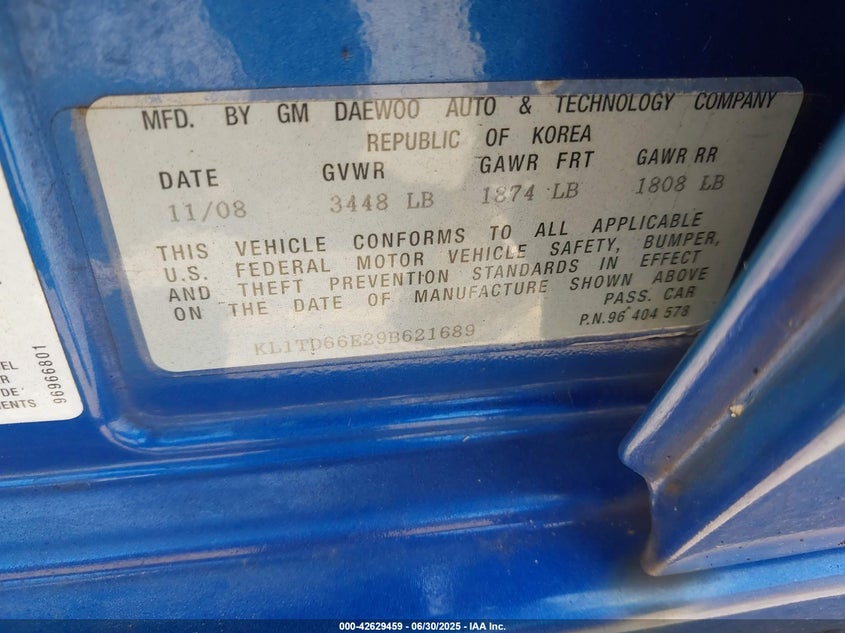 MFD. BY GM DAEWOO AUTO & TECHNOLOGY COMPANY
REPUBLIC OF KOREA
DATE GVWR GAWR FRT GAWR RR
11/08 3448 LB 1874 LB 1808 LB
THIS VEHICLE CONFORMS TO ALL APPLICABLE
U.S. FEDERAL MOTOR VEHICLE SAFETY, BUMPER,
AND THEFT PREVENTION STANDARDS IN EFFECT
ON THE DATE OF MANUFACTURE SHOWN ABOVE
PASS. CAR
KL1TD66E29B621689 P.N.96 404 578
EL
R
DE
ENTS
96966801
000-42629459 - 06/30/2025 - IAA Inc.